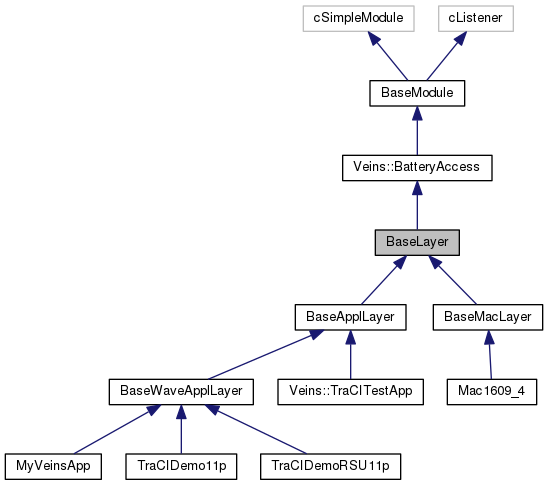 cSimpleModule
cListener
BaseModule
Veins::BatteryAccess
BaseLayer
BaseApplLayer
BaseMacLayer
BaseWaveApplLayer
Veins::TraCITestApp
Mac1609_4
MyVeinsApp
TraCIDemo11p
TraCIDemoRSU11p